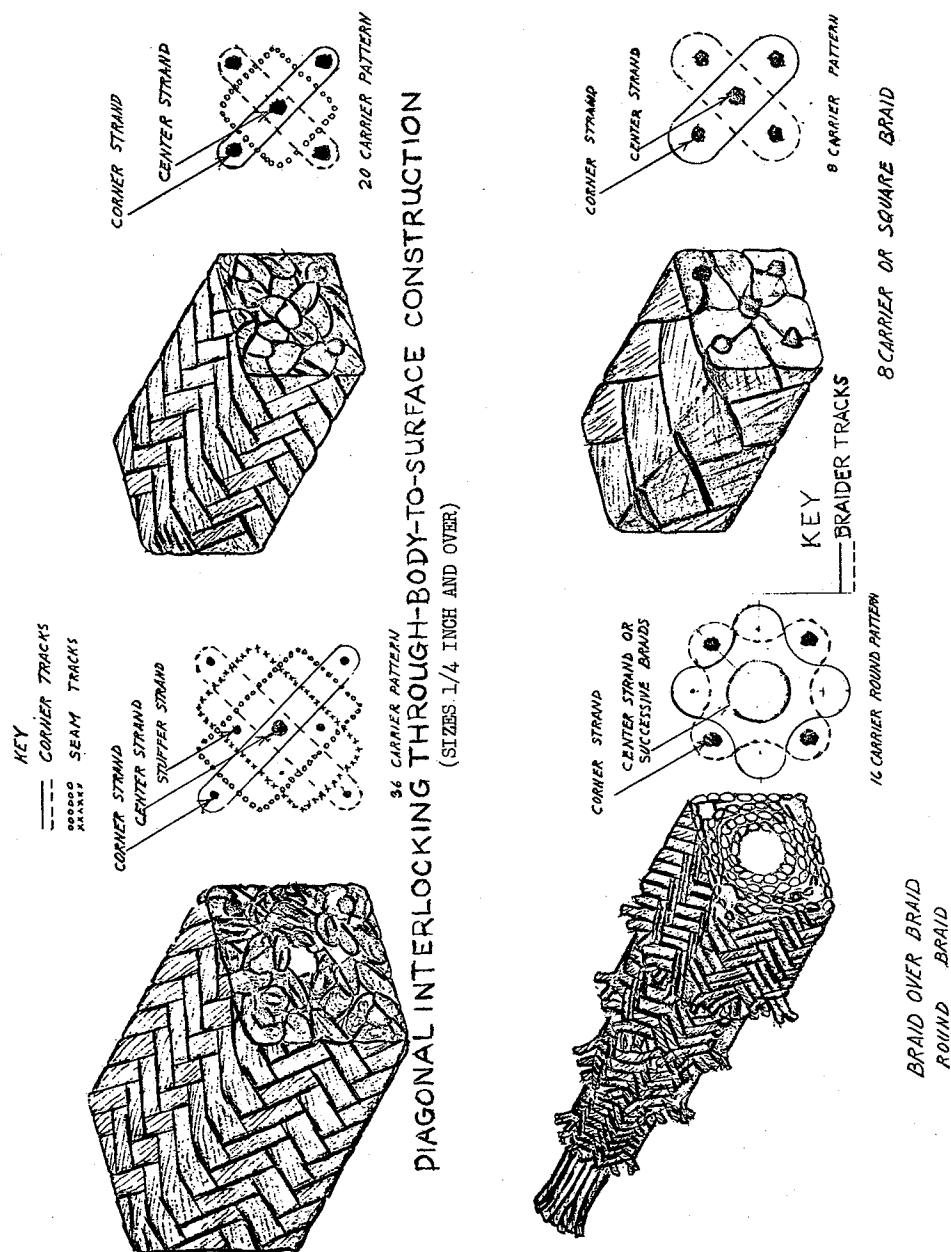 KEY
CORNER TRACKS
SEAM TRACKS
CORNER STRAND
CENTER STRAND
STUFFER STRAND
36 CARRIER PATTERN
CORNER STRAND
CENTER STRAND
20 CARRIER PATTERN
DIAGONAL INTERLOCKING THROUGH-BODY-TO-SURFACE CONSTRUCTION
(SIZES 1/4 INCH AND OVER)
CORNER STRAND
CENTER STRAND OR
SUCCESSIVE BRAIDS
16 CARRIER ROUND PATTERN
BRAID OVER BRAID
ROUND BRAID
KEY
BRAIDER TRACKS
CORNER STRAND
CENTER STRAND
8 CARRIER PATTERN
8 CARRIER OR SQUARE BRAID